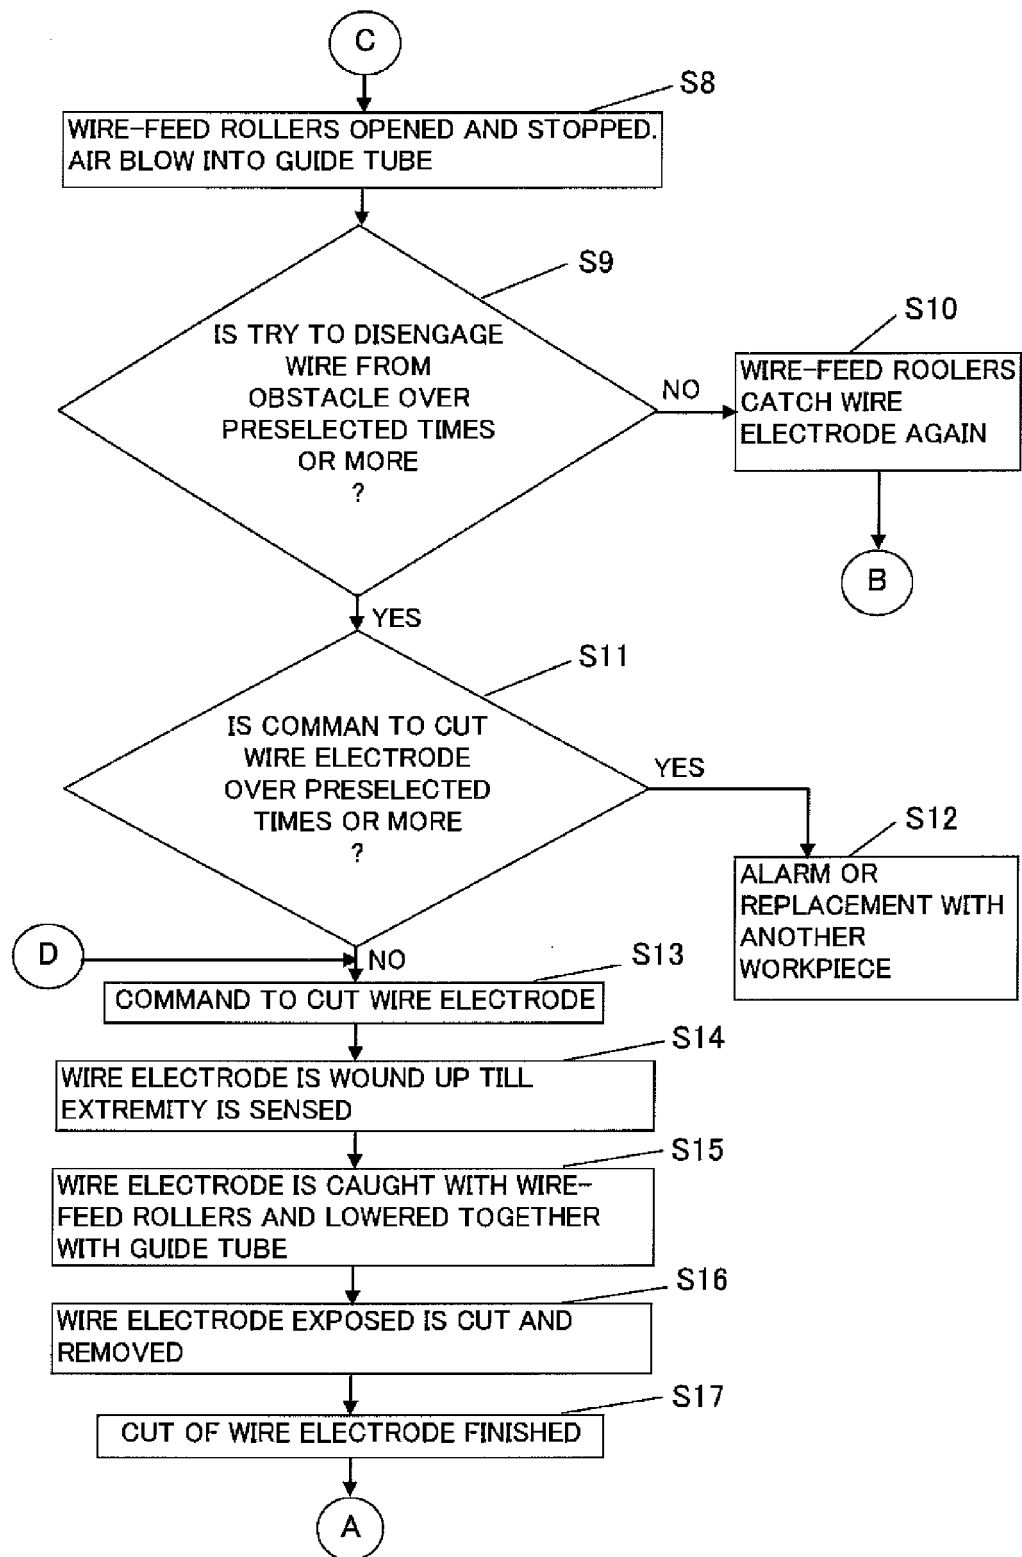 C
S8
WIRE-FEED ROLLERS OPENED AND STOPPED.
AIR BLOW INTO GUIDE TUBE
S9
IS TRY TO DISENGAGE
WIRE FROM
OBSTACLE OVER
PRESELECTED TIMES
OR MORE
?
NO
S10
WIRE-FEED ROOLERS
CATCH WIRE
ELECTRODE AGAIN
B
YES
S11
IS COMMAN TO CUT
WIRE ELECTRODE
OVER PRESELECTED
TIMES OR MORE
?
YES
S12
ALARM OR
REPLACEMENT WITH
ANOTHER
WORKPIECE
D
NO
S13
COMMAND TO CUT WIRE ELECTRODE
S14
WIRE ELECTRODE IS WOUND UP TILL
EXTREMITY IS SENSED
S15
WIRE ELECTRODE IS CAUGHT WITH WIRE-
FEED ROLLERS AND LOWERED TOGETHER
WITH GUIDE TUBE
S16
WIRE ELECTRODE EXPOSED IS CUT AND
REMOVED
S17
CUT OF WIRE ELECTRODE FINISHED
A